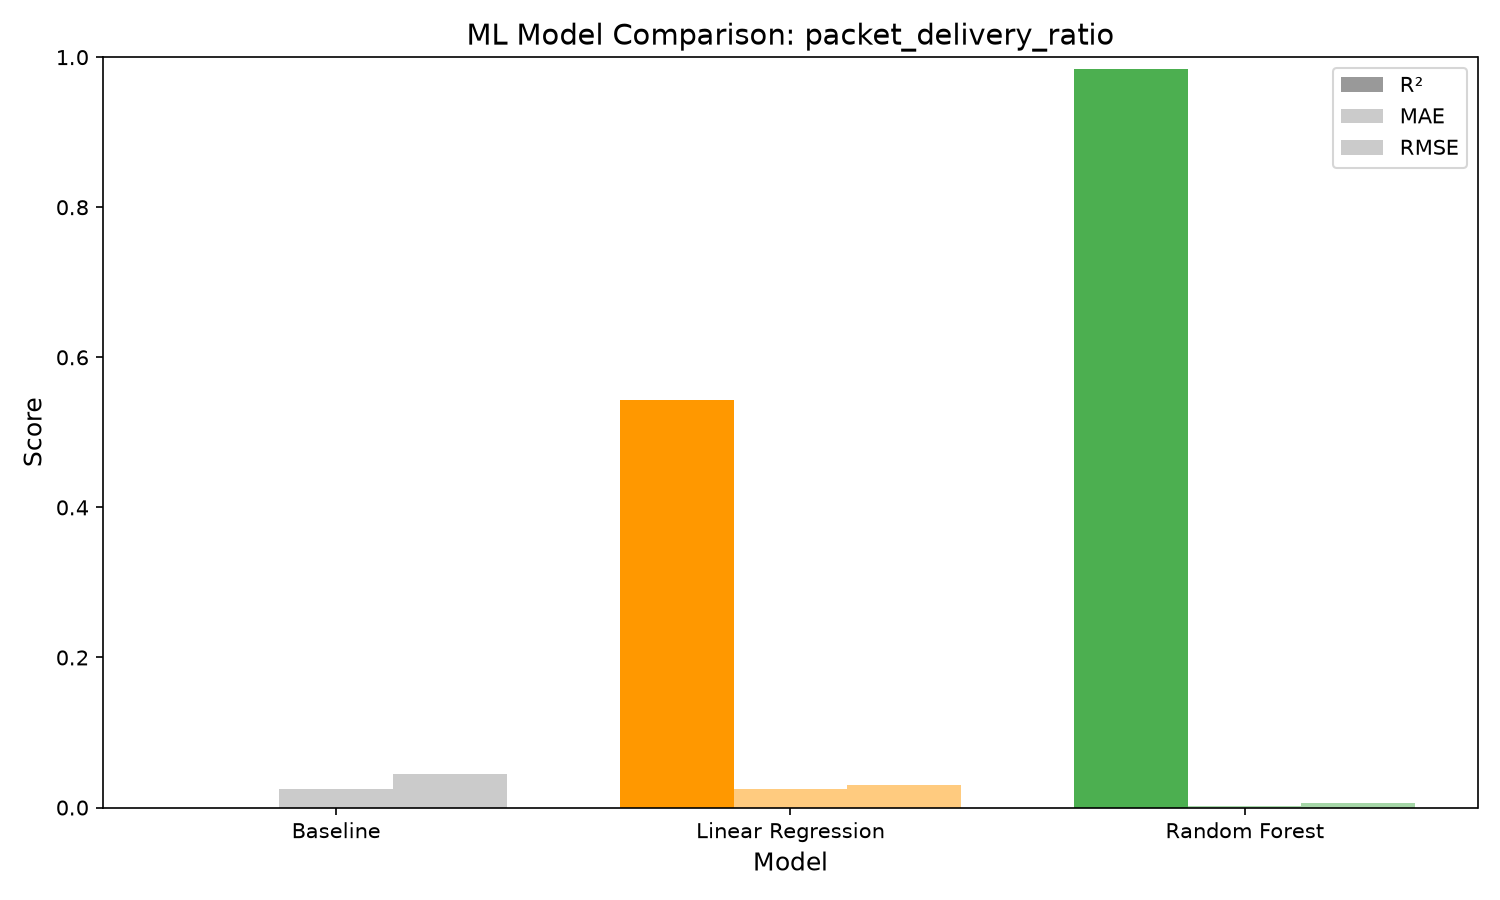 ML Model Comparison: packet_delivery_ratio
R²
MAE
RMSE
1.0
0.8
0.6
0.4
0.2
0.0
Score
Baseline
Linear Regression
Random Forest
Model